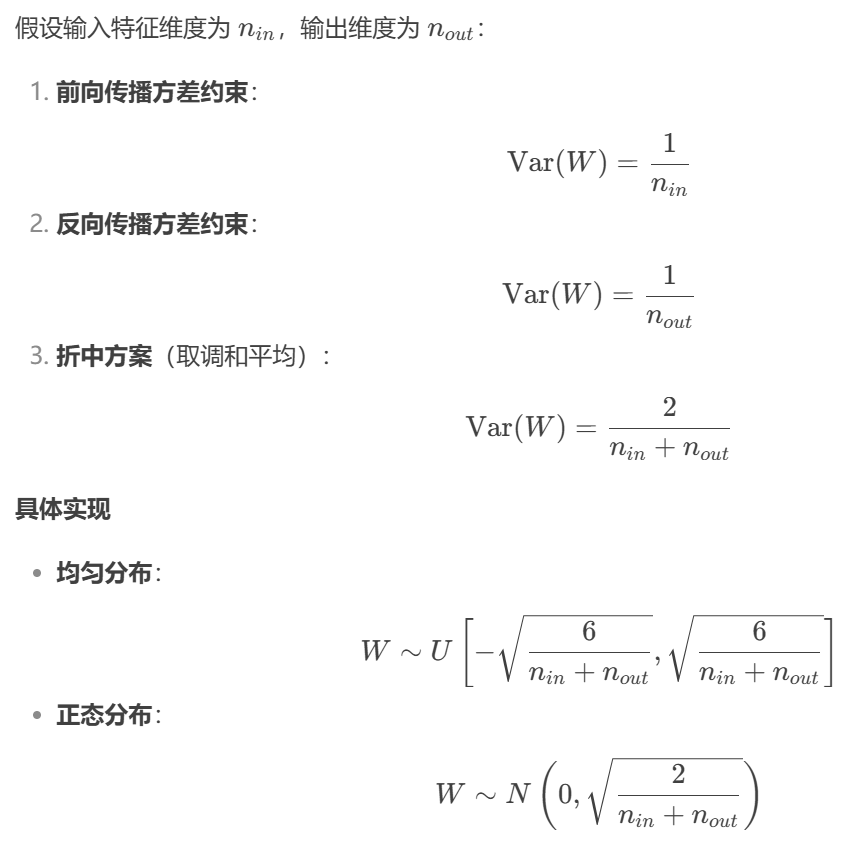 假设输入特征维度为 $n_{in}$，输出维度为 $n_{out}$：
1. 前向传播方差约束：
$\mathrm{Var}(W) = \frac{1}{n_{in}}$
2. 反向传播方差约束：
$\mathrm{Var}(W) = \frac{1}{n_{out}}$
3. 折中方案（取调和平均）：
$\mathrm{Var}(W) = \frac{2}{n_{in} + n_{out}}$
具体实现
• 均匀分布：
$W \sim U\left[-\sqrt{\frac{6}{n_{in} + n_{out}}}, \sqrt{\frac{6}{n_{in} + n_{out}}}\right]$
• 正态分布：
$W \sim N\left(0, \sqrt{\frac{2}{n_{in} + n_{out}}}\right)$